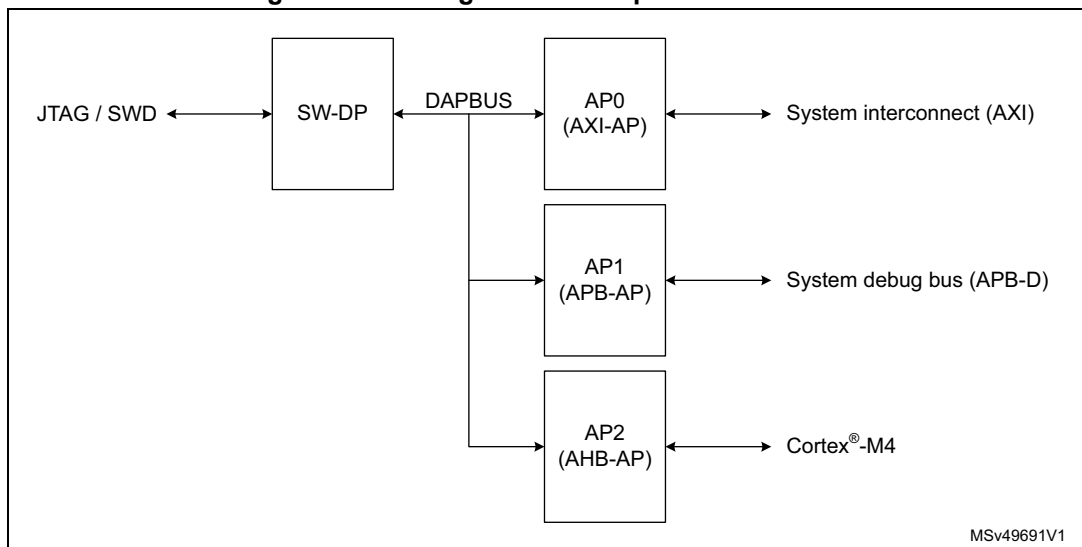 JTAG / SWD
SW-DP
DAPBUS
AP0
(AXI-AP)
System interconnect (AXI)
AP1
(APB-AP)
System debug bus (APB-D)
AP2
(AHB-AP)
Cortex®-M4
MSv49691V1